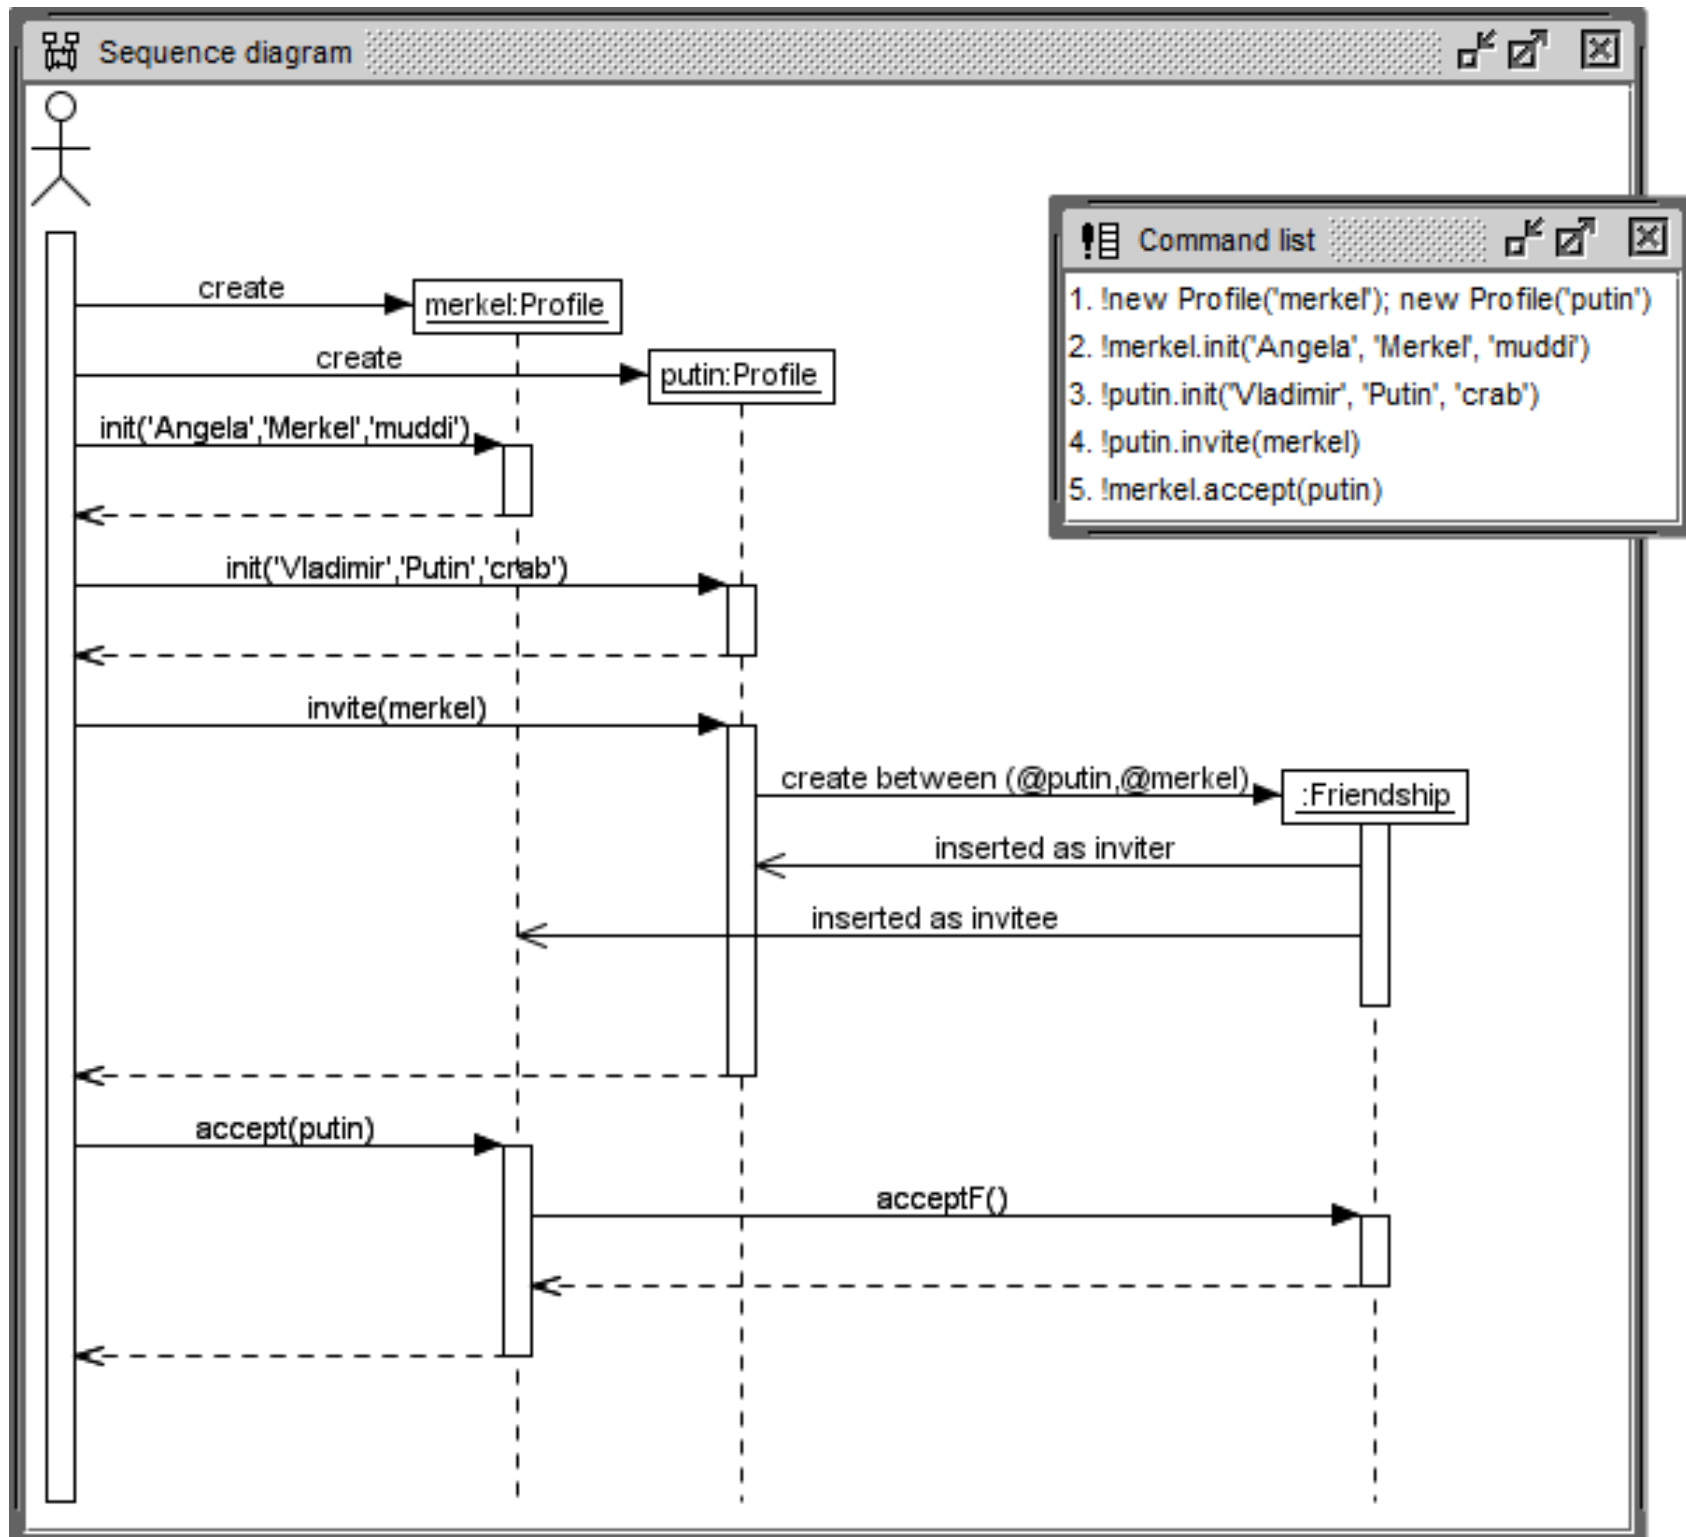 Sequence diagram
Command list
1. !new Profile('merkel'); new Profile('putin')
2. !merkel.init('Angela', 'Merkel', 'muddi')
3. !putin.init('Vladimir', 'Putin', 'crab')
4. !putin.invite(merkel)
5. !merkel.accept(putin)
create
merkel:Profile
create
putin:Profile
init('Angela','Merkel','muddi')
init('Vladimir','Putin','crab')
invite(merkel)
create between (@putin,@merkel)
:Friendship
inserted as inviter
inserted as invitee
accept(putin)
acceptF()